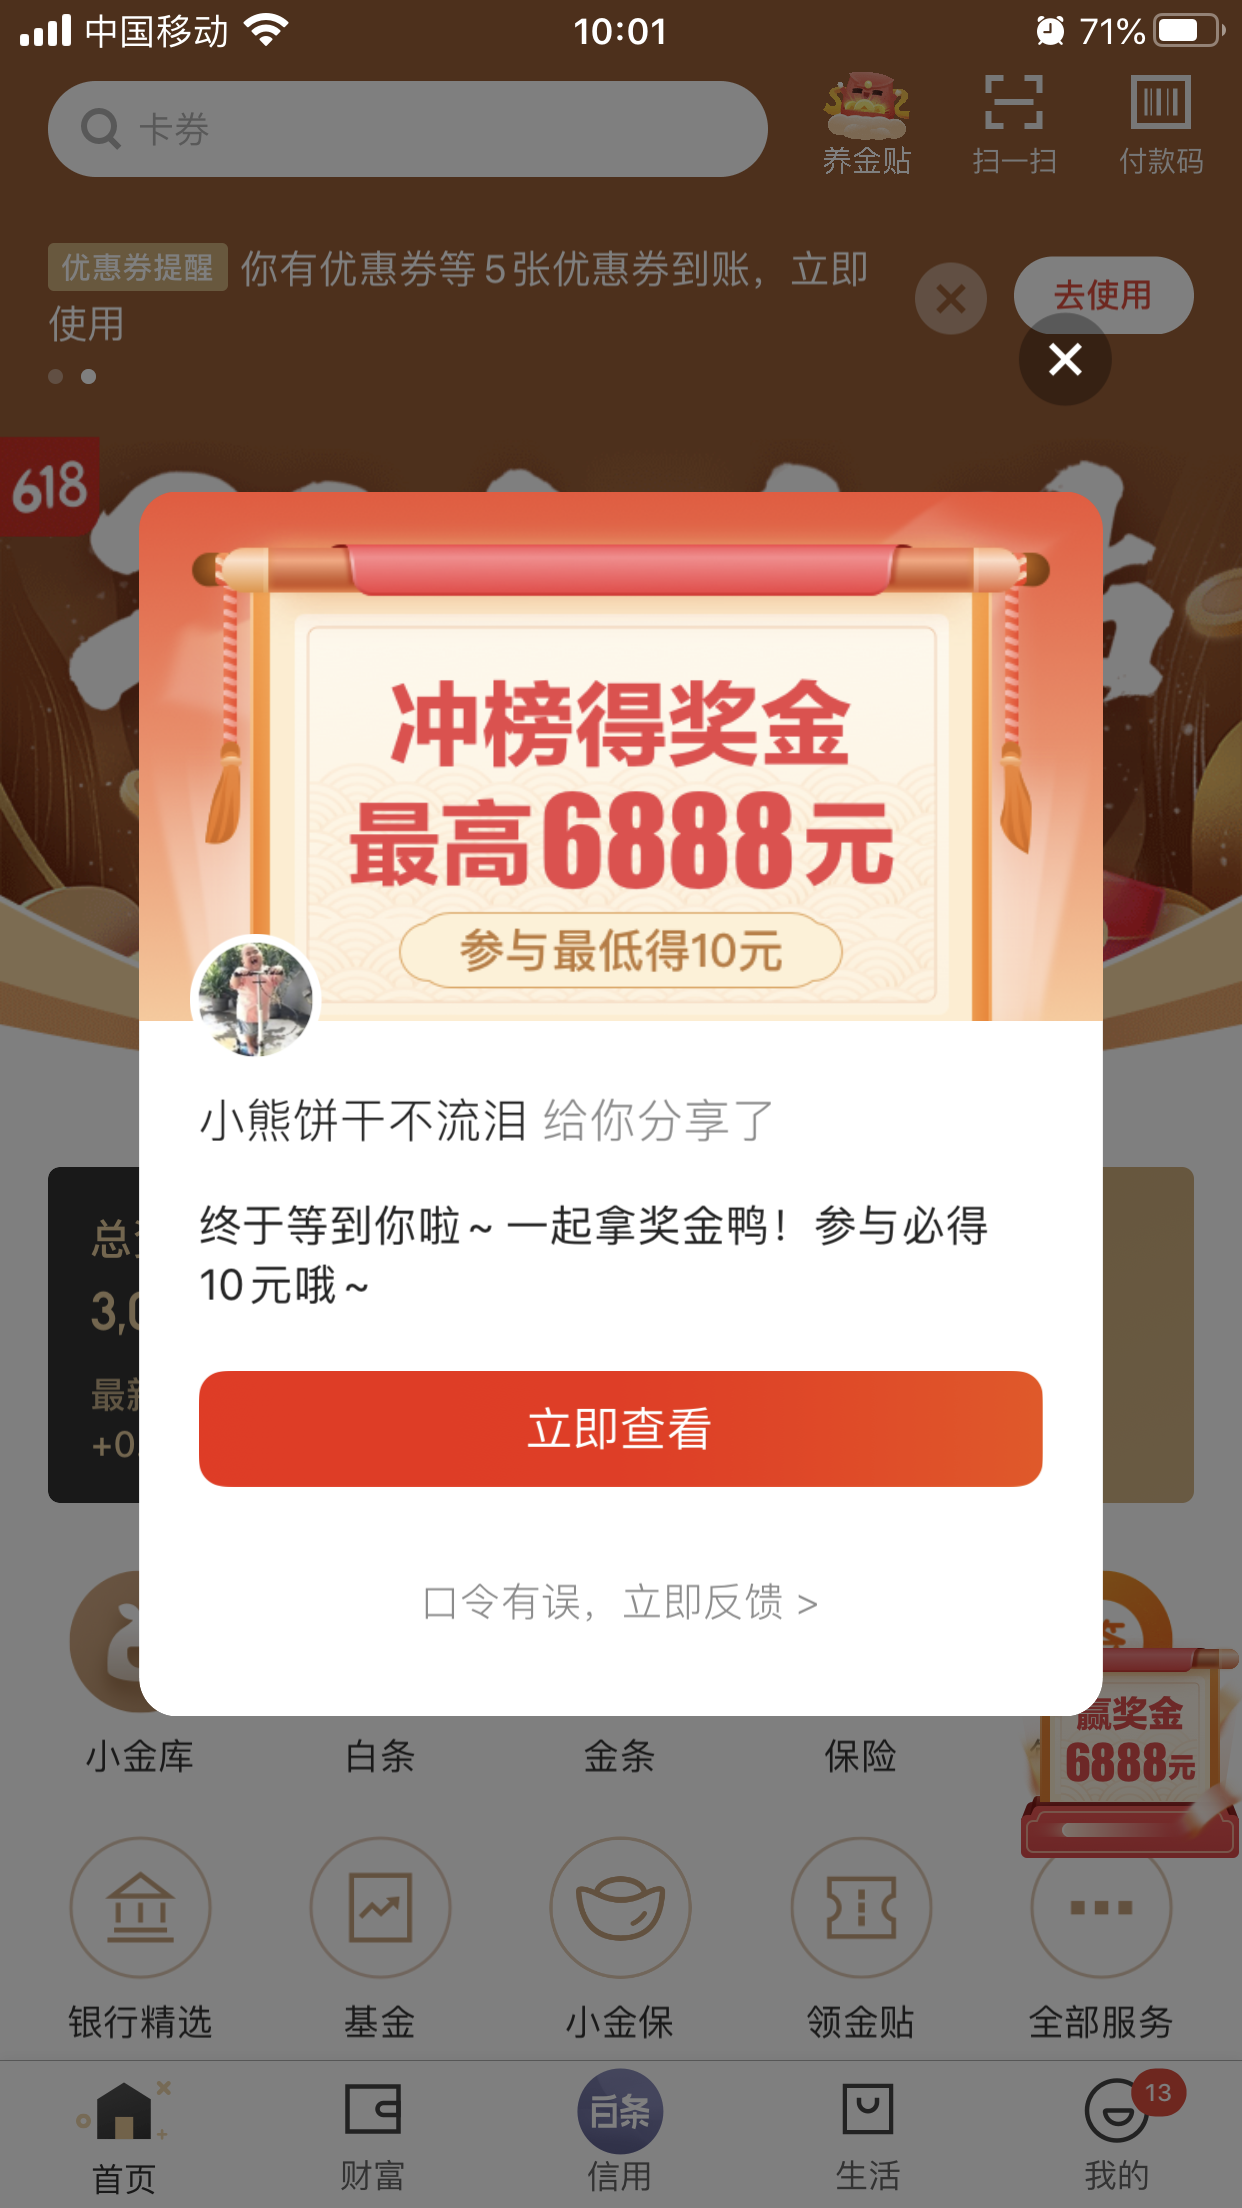 中国移动
10:01
71%
卡券
养金贴
扫一扫
付款码
优惠券提醒 你有优惠券等5张优惠券到账，立即
使用
去使用
618
冲榜得奖金
最高6888元
参与最低得10元
小熊饼干不流泪 给你分享了
终于等到你啦~ 一起拿奖金鸭！参与必得
10元哦~
立即查看
口令有误，立即反馈 >
总
3,0
最新
+0
赢奖金
6888元
小金库
白条
金条
保险
银行精选
基金
小金保
领金贴
全部服务
首页
财富
白条
信用
生活
13
我的